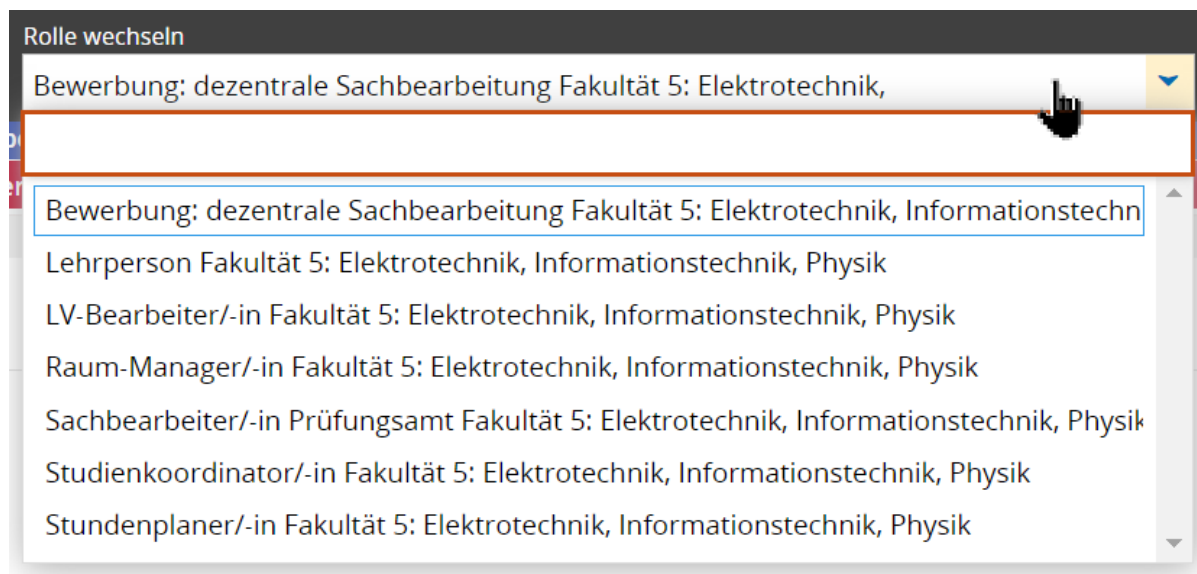 Rolle wechseln
Bewerbung: dezentrale Sachbearbeitung Fakultät 5: Elektrotechnik,
Bewerbung: dezentrale Sachbearbeitung Fakultät 5: Elektrotechnik, Informationstechn
Lehrperson Fakultät 5: Elektrotechnik, Informationstechnik, Physik
LV-Bearbeiter/-in Fakultät 5: Elektrotechnik, Informationstechnik, Physik
Raum-Manager/-in Fakultät 5: Elektrotechnik, Informationstechnik, Physik
Sachbearbeiter/-in Prüfungsamt Fakultät 5: Elektrotechnik, Informationstechnik, Physik
Studienkoordinator/-in Fakultät 5: Elektrotechnik, Informationstechnik, Physik
Stundenplaner/-in Fakultät 5: Elektrotechnik, Informationstechnik, Physik